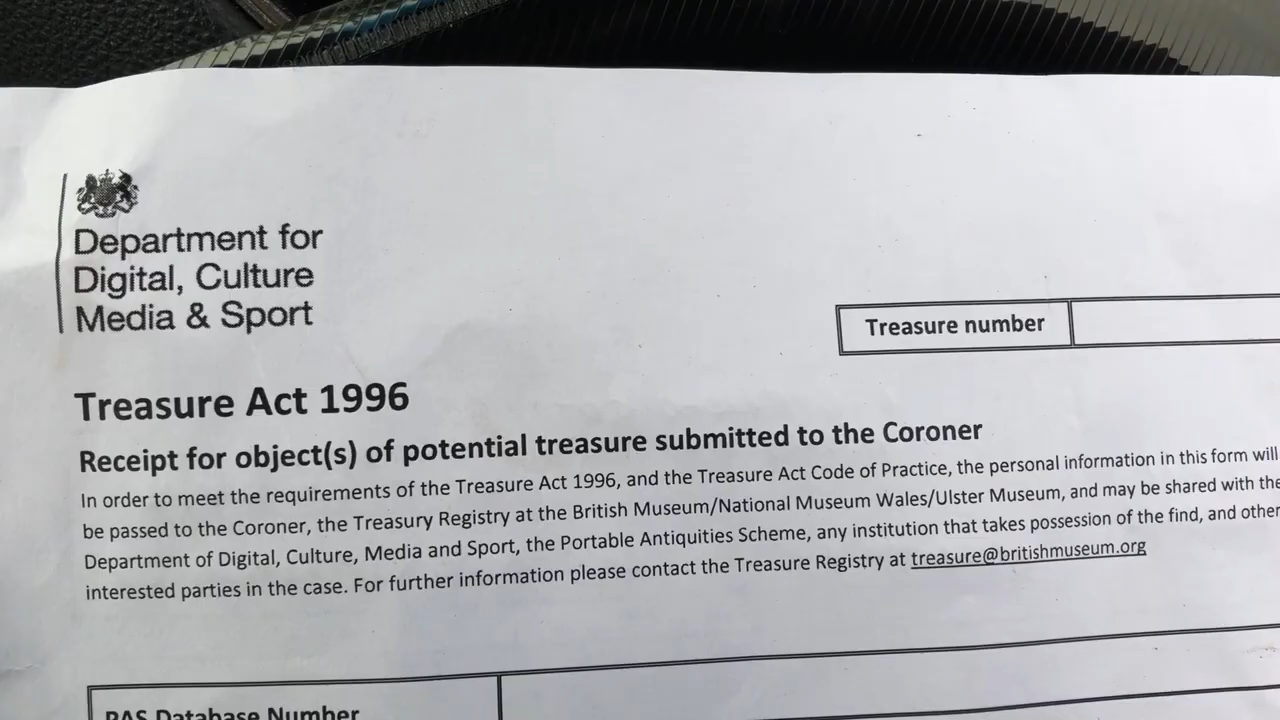 Department for
Digital, Culture
Media & Sport
Treasure number
Treasure Act 1996
Receipt for object(s) of potential treasure submitted to the Coroner
In order to meet the requirements of the Treasure Act 1996, and the Treasure Act Code of Practice, the personal information in this form will
be passed to the Coroner, the Treasury Registry at the British Museum/National Museum Wales/Ulster Museum, and may be shared with the
Department of Digital, Culture, Media and Sport, the Portable Antiquities Scheme, any institution that takes possession of the find, and other
interested parties in the case. For further information please contact the Treasure Registry at treasure@britishmuseum.org
PAS Database Number